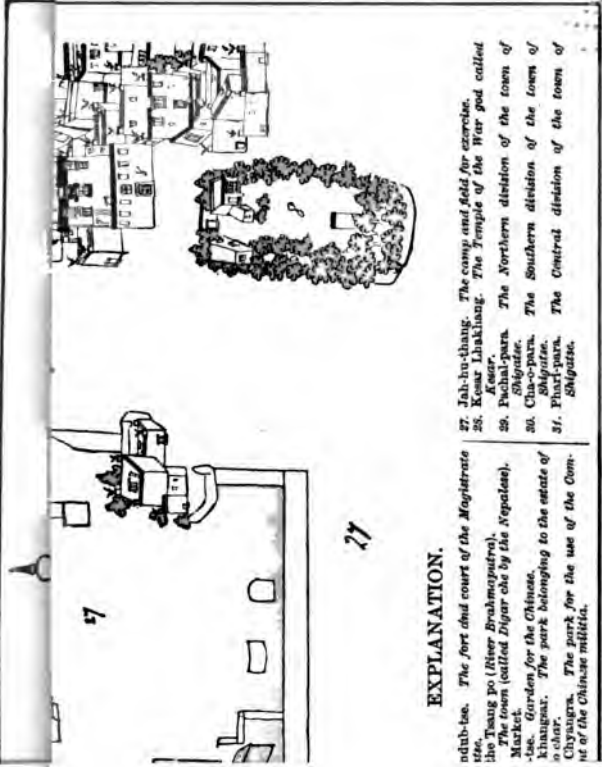 27
27
EXPLANATION.
ndub-tse. The fort and court of the Magistrate
tse.
the Tsang po (River Brahmaputra).
The town (called Digar che by the Nepalese).
Market.
-tse. Garden for the Chinese.
khangsar. The park belonging to the estate of
o char.
Chyangra. The park for the use of the Com-
nt of the Chinese militia.
27. Jah-hu-thang. The camp and field for exercise.
28. Kesar Lhakhang. The Temple of the War god called
Kesar.
29. Pachal-para. The Northern division of the town of
Shigatse.
30. Cha-o-para. The Southern division of the town of
Shigatse.
31. Phari-para. The Central division of the town of
Shigatse.